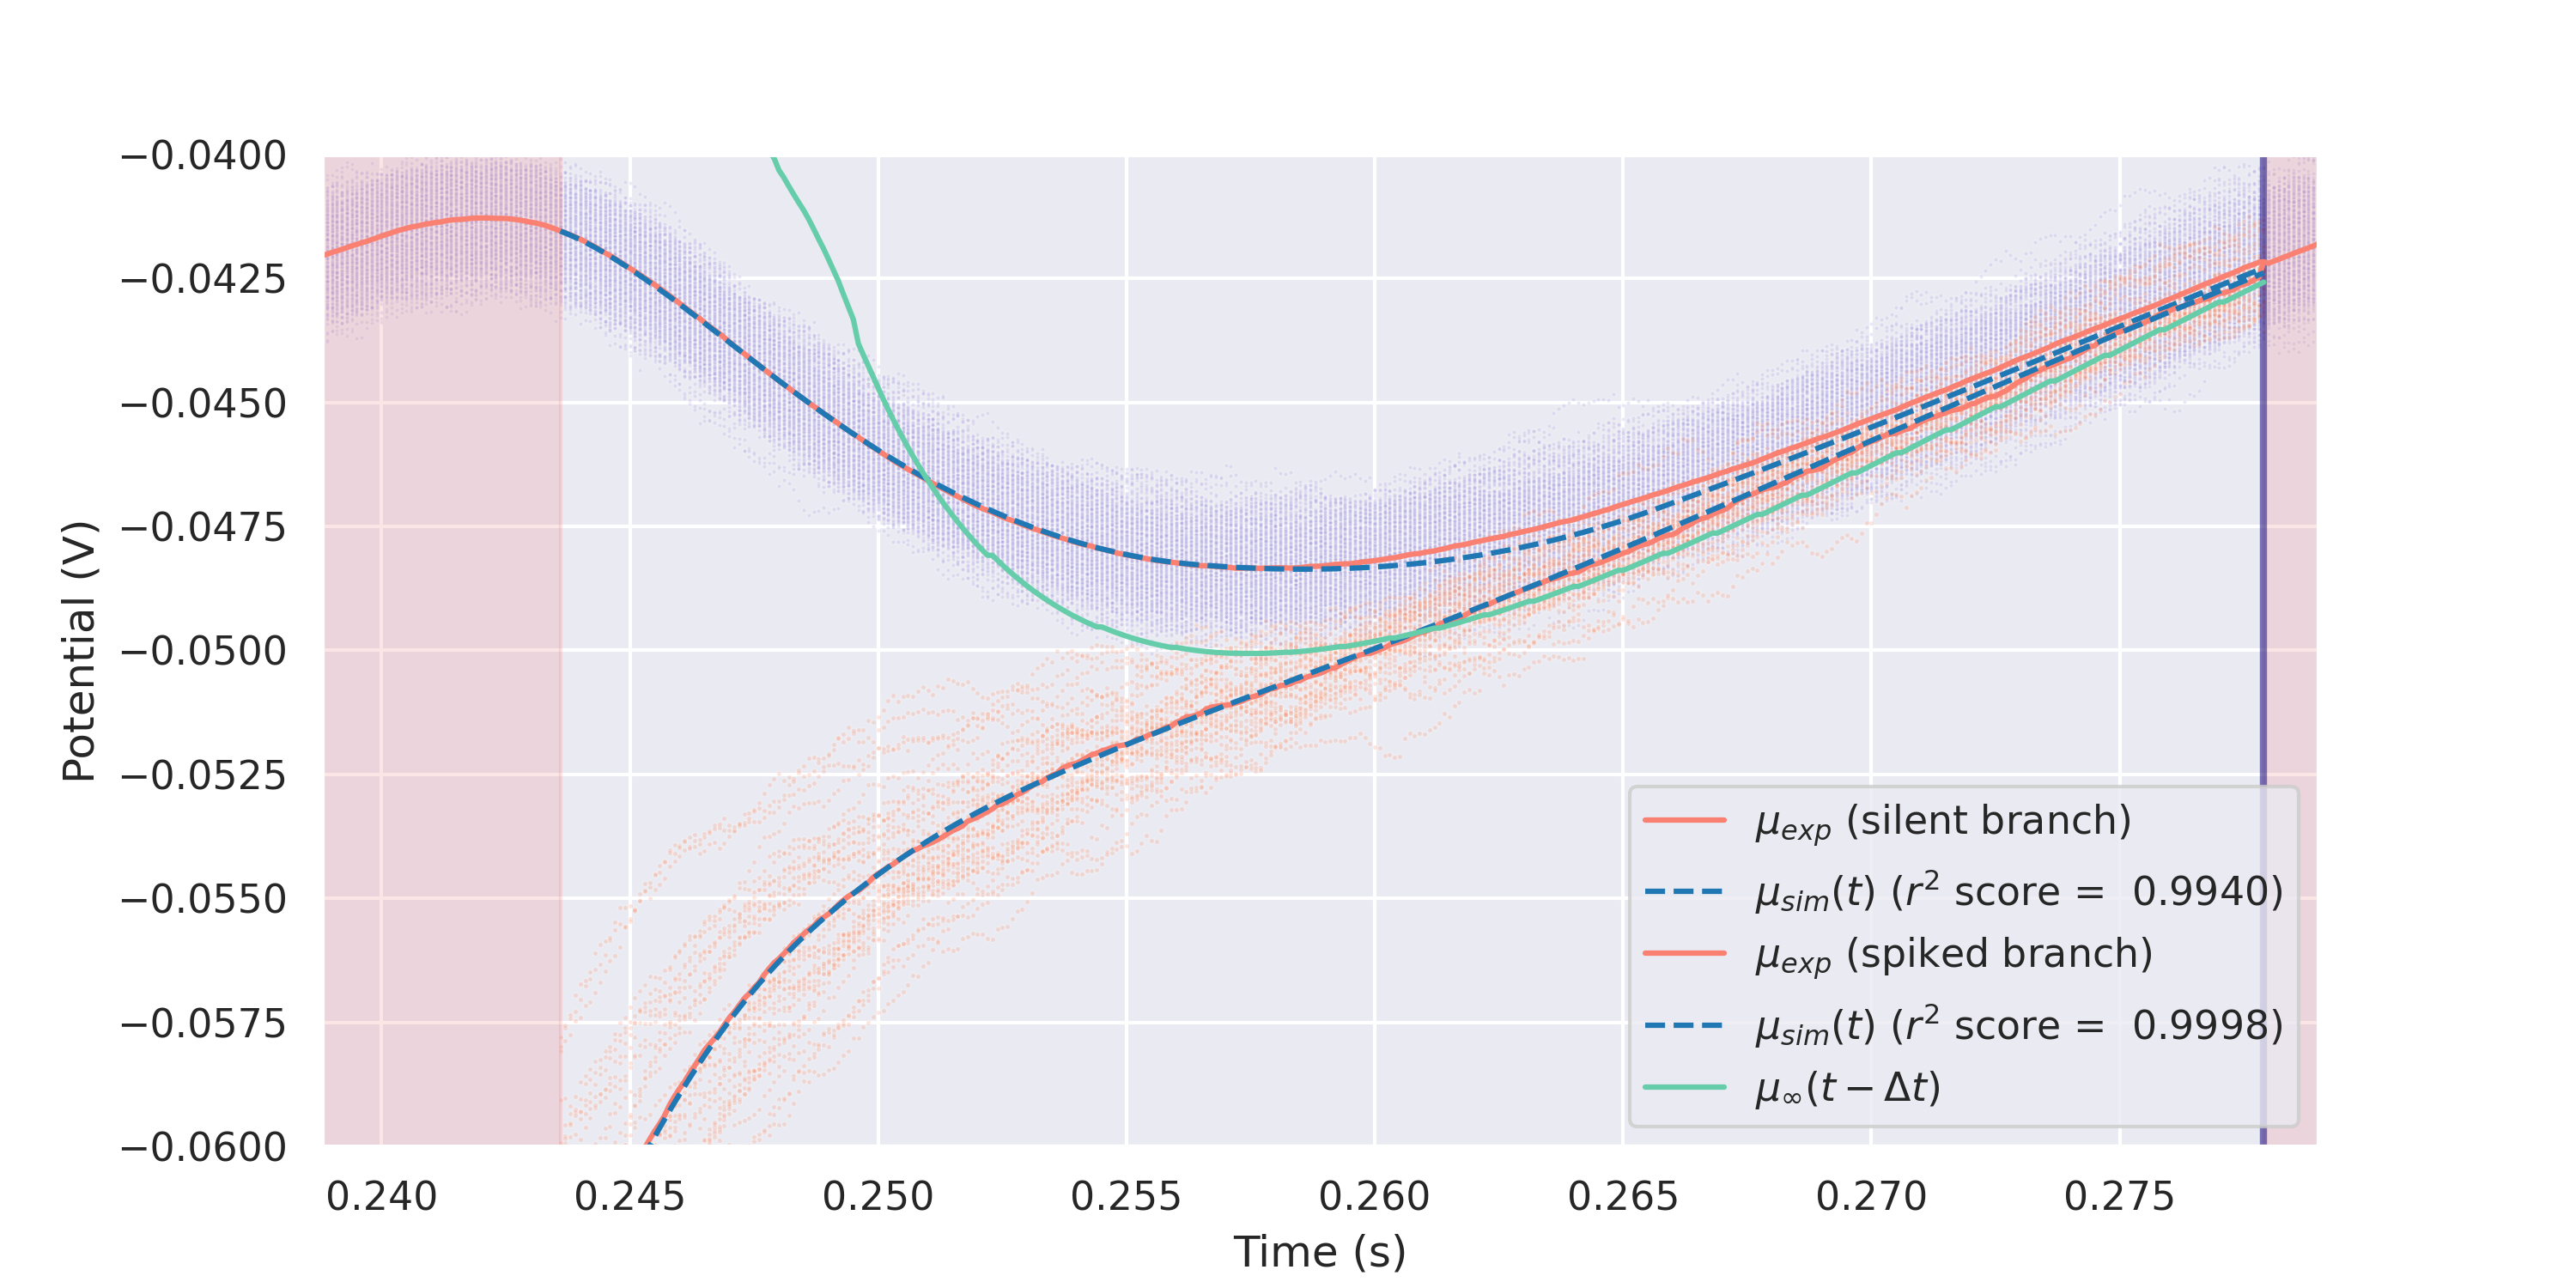 −0.0400
−0.0425
−0.0450
−0.0475
−0.0500
−0.0525
−0.0550
−0.0575
−0.0600
Potential (V)
0.240 0.245 0.250 0.255 0.260 0.265 0.270 0.275
Time (s)
μexp (silent branch)
μsim(t) (r² score = 0.9940)
μexp (spiked branch)
μsim(t) (r² score = 0.9998)
μ∞(t − Δt)